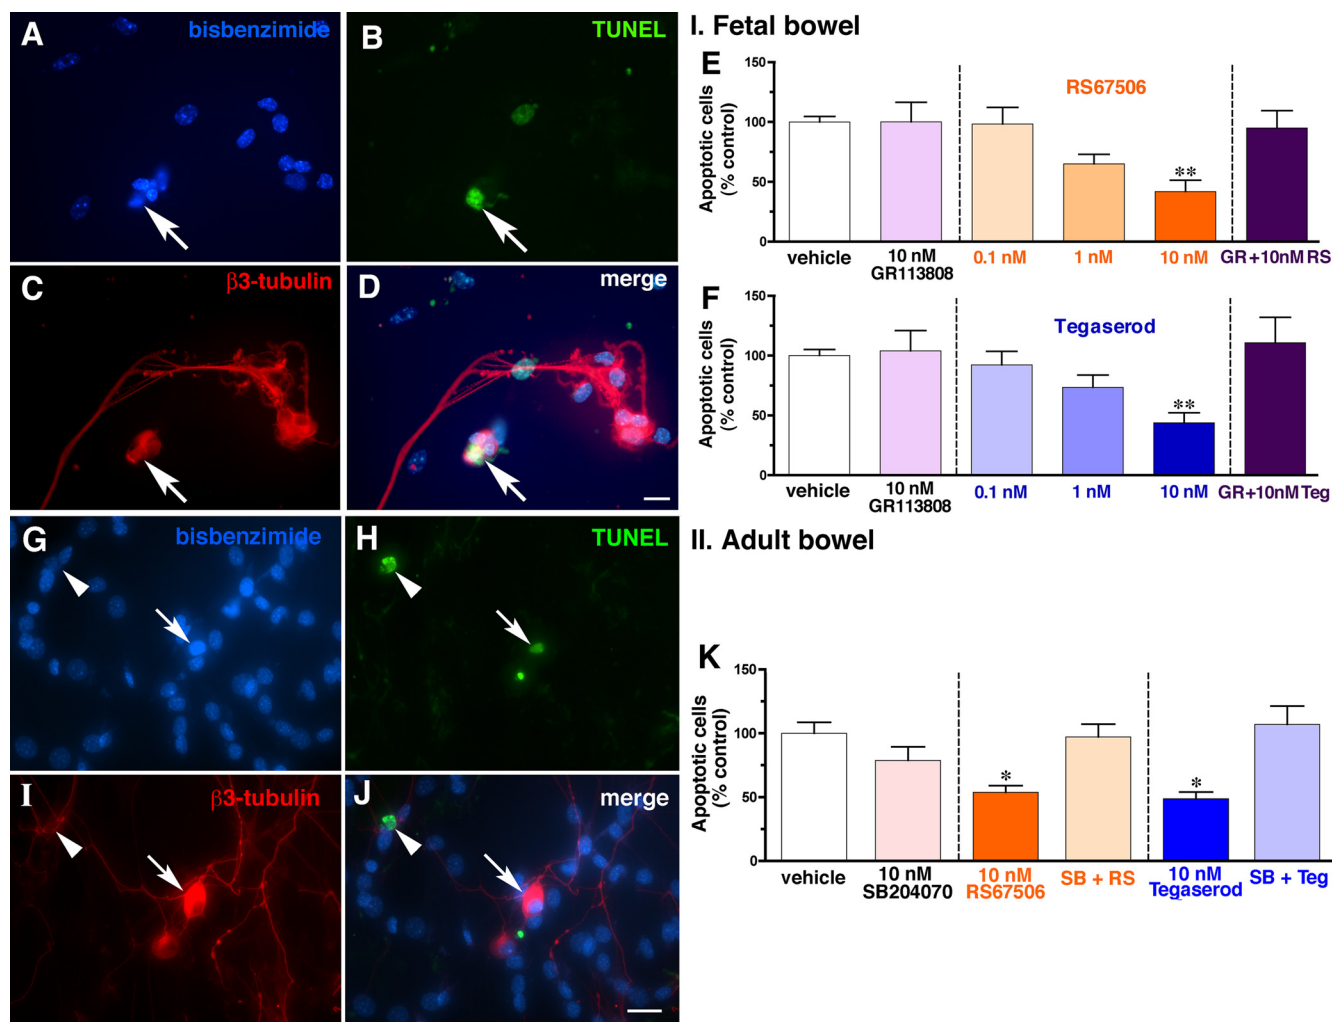 A
bisbenzimide
B
TUNEL
C
β3-tubulin
D
merge
G
bisbenzimide
H
TUNEL
I
β3-tubulin
J
merge
I. Fetal bowel
E
Apoptotic cells
(% control)
150
100
50
0
RS67506
**
vehicle
10 nM
GR113808
0.1 nM
1 nM
10 nM
GR+10nM RS
F
Apoptotic cells
(% control)
150
100
50
0
Tegaserod
**
vehicle
10 nM
GR113808
0.1 nM
1 nM
10 nM
GR+10nM Teg
II. Adult bowel
K
Apoptotic cells
(% control)
150
100
50
0
*
*
vehicle
10 nM
SB204070
10 nM
RS67506
SB + RS
10 nM
Tegaserod
SB + Teg